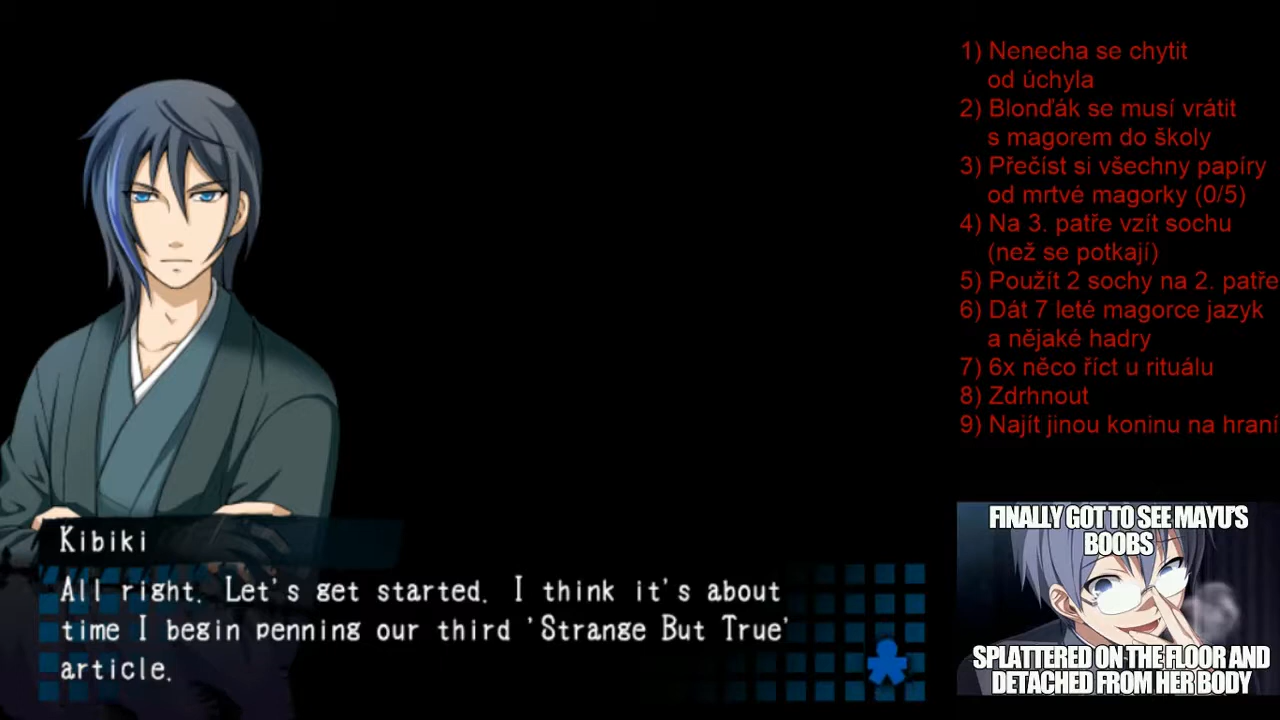 1) Nenecha se chytit
od úchyla
2) Blonďák se musí vrátit
s magorem do školy
3) Přečíst si všechny papíry
od mrtvé magorky (0/5)
4) Na 3. patře vzít sochu
(než se potkají)
5) Použít 2 sochy na 2. patře
6) Dát 7 leté magorce jazyk
a nějaké hadry
7) 6x něco říct u rituálu
8) Zdrhnout
9) Najít jinou koninu na hraní
Kibiki
All right. Let's get started. I think it's about
time I begin penning our third 'Strange But True'
article.
FINALLY GOT TO SEE MAYU'S
BOOBS
SPLATTERED ON THE FLOOR AND
DETACHED FROM HER BODY